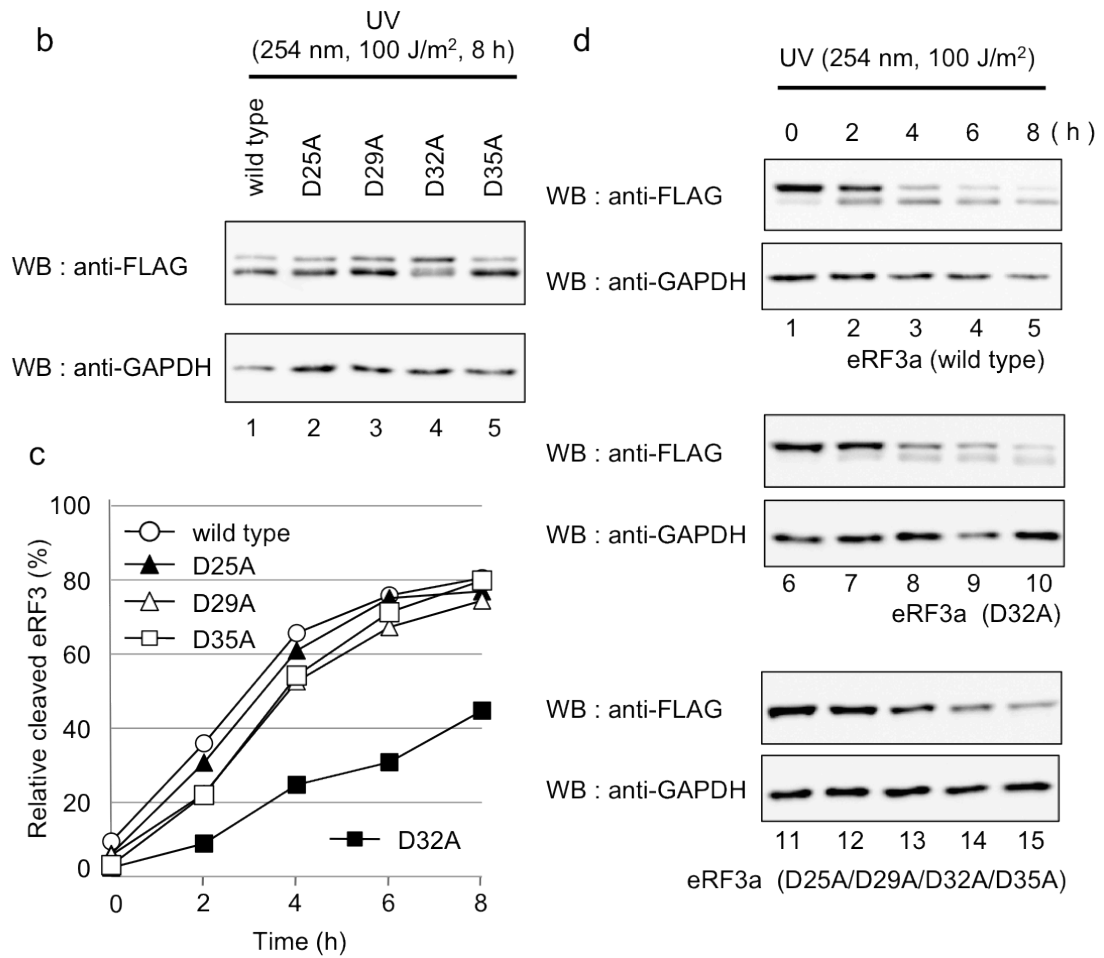 b
UV
(254 nm, 100 J/m², 8 h)
wild type
D25A
D29A
D32A
D35A
WB : anti-FLAG
WB : anti-GAPDH
1 2 3 4 5
c
Relative cleaved eRF3 (%)
100
80
60
40
20
0
wild type
D25A
D29A
D35A
D32A
0 2 4 6 8
Time (h)
d
UV (254 nm, 100 J/m²)
0 2 4 6 8 ( h )
WB : anti-FLAG
WB : anti-GAPDH
1 2 3 4 5
eRF3a (wild type)
WB : anti-FLAG
WB : anti-GAPDH
6 7 8 9 10
eRF3a (D32A)
WB : anti-FLAG
WB : anti-GAPDH
11 12 13 14 15
eRF3a (D25A/D29A/D32A/D35A)